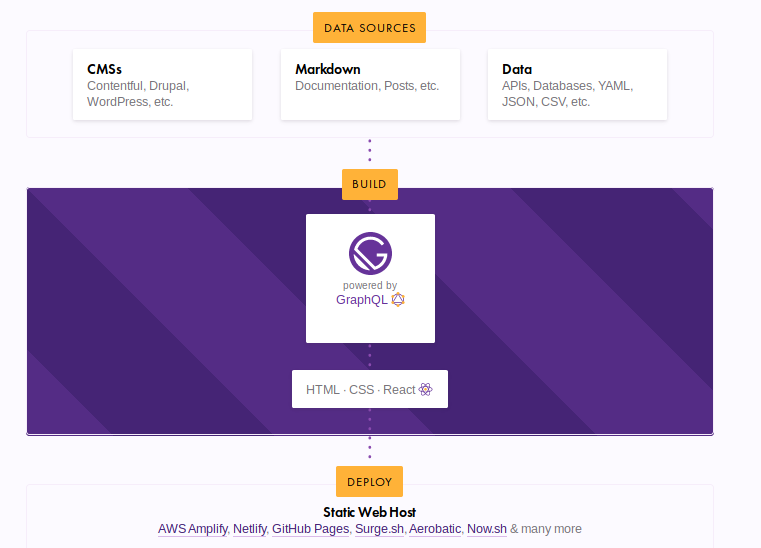 DATA SOURCES
CMSs
Contentful, Drupal,
WordPress, etc.
Markdown
Documentation, Posts, etc.
Data
APIs, Databases, YAML,
JSON, CSV, etc.
BUILD
powered by
GraphQL
HTML · CSS · React
DEPLOY
Static Web Host
AWS Amplify, Netlify, GitHub Pages, Surge.sh, Aerobatic, Now.sh & many more